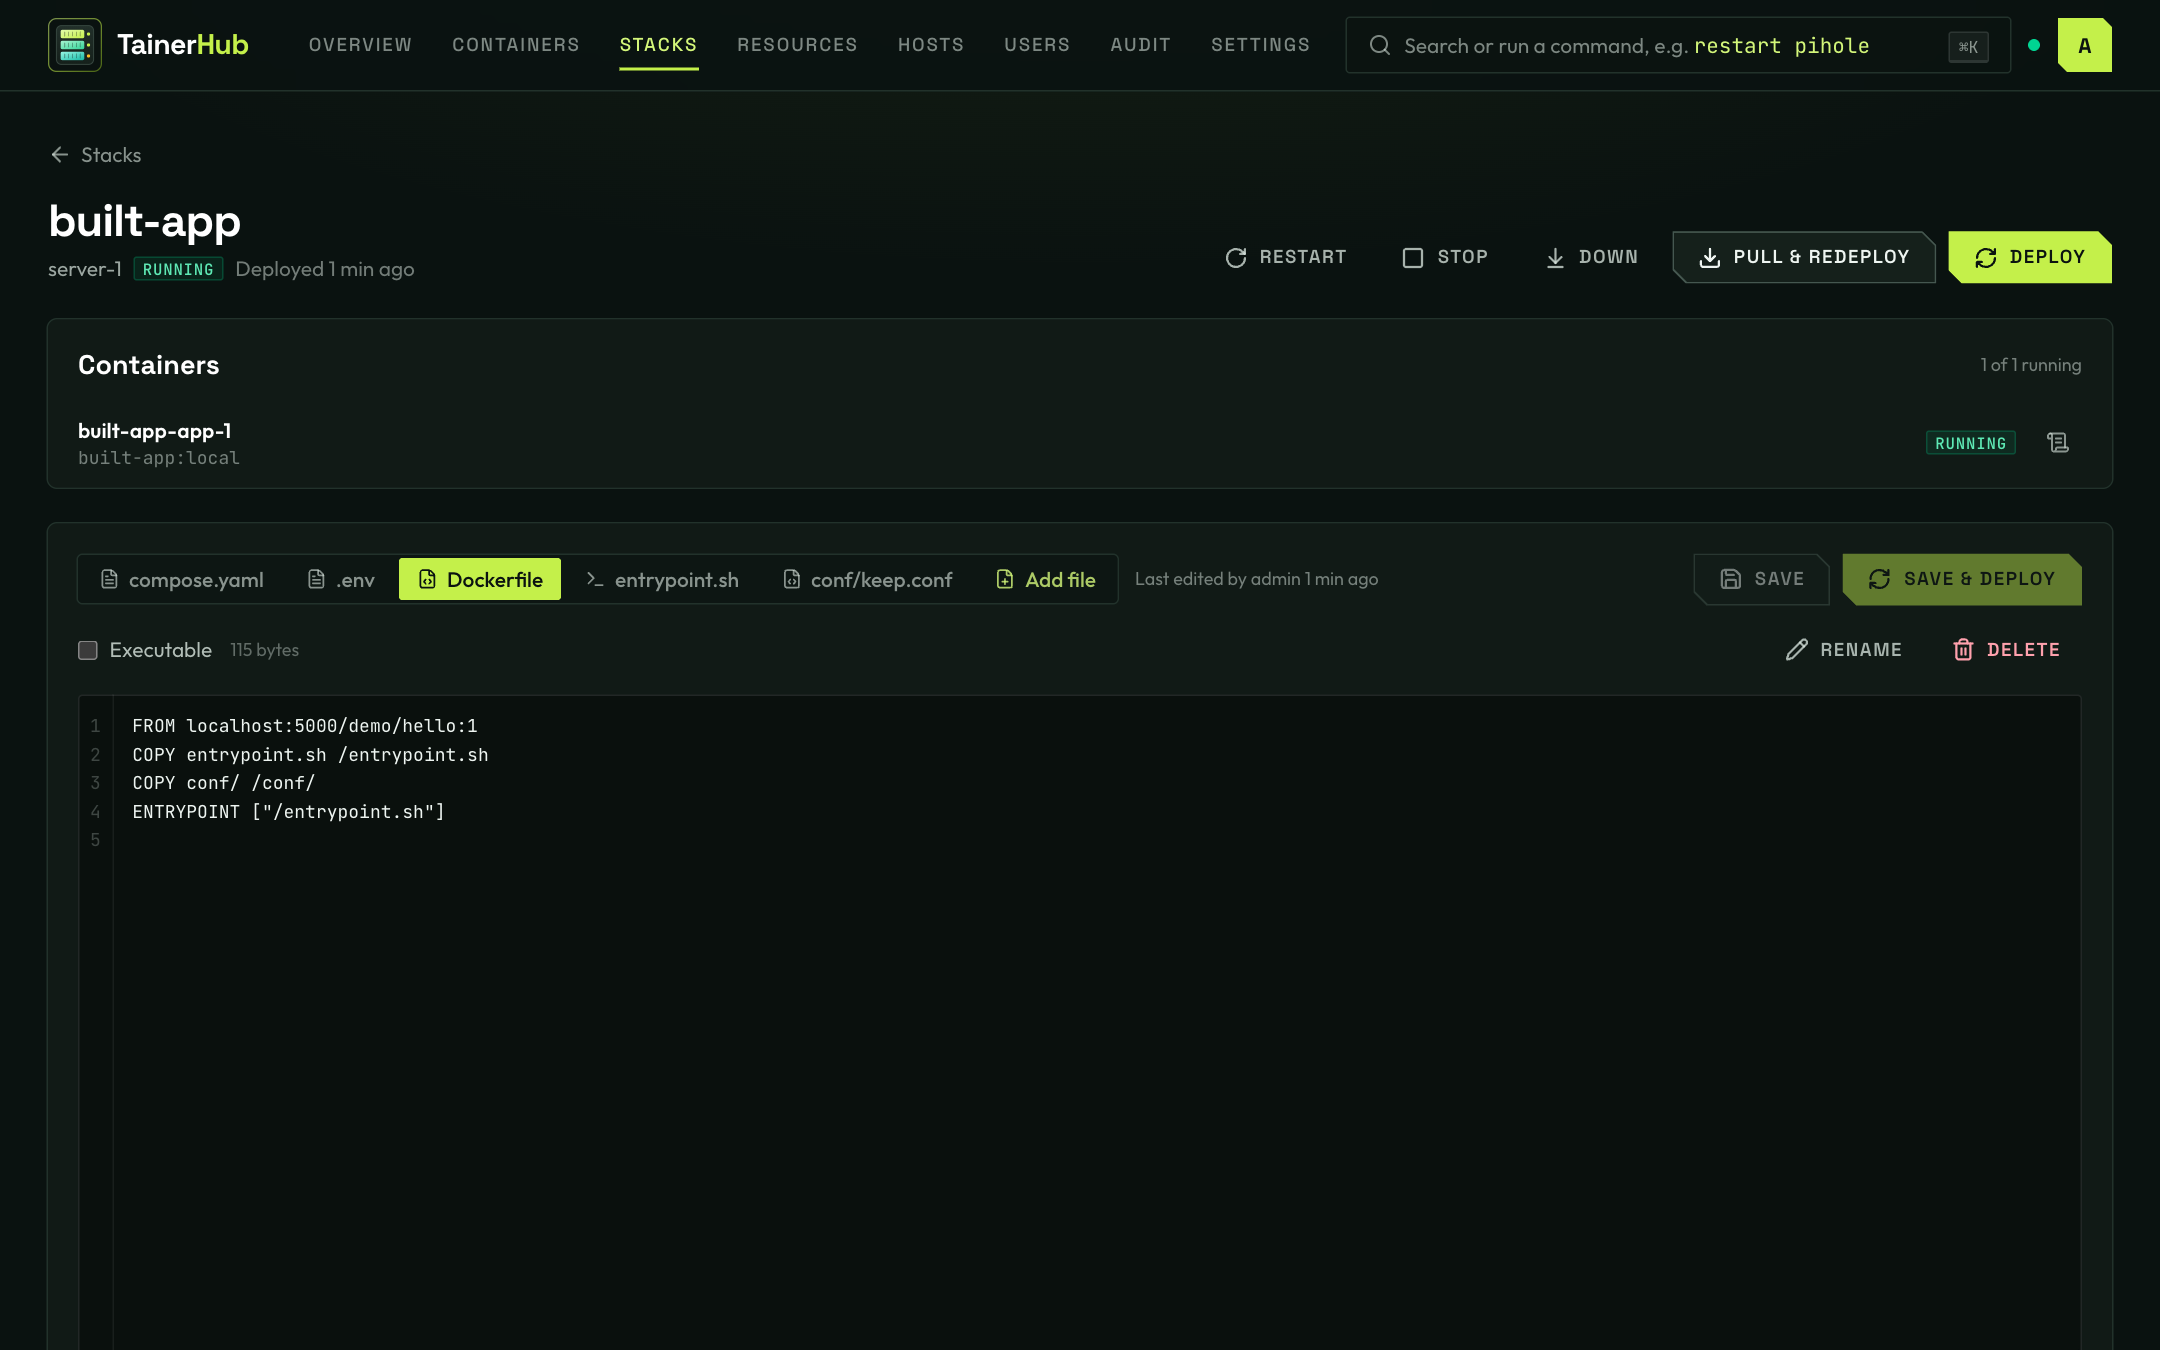 TainerHub OVERVIEW CONTAINERS STACKS RESOURCES HOSTS USERS AUDIT SETTINGS Search or run a command, e.g. restart pihole ⌘K A
Stacks
built-app
server-1 RUNNING Deployed 1 min ago
RESTART STOP DOWN PULL & REDEPLOY DEPLOY
Containers 1 of 1 running
built-app-app-1
built-app:local
RUNNING
compose.yaml .env Dockerfile entrypoint.sh conf/keep.conf Add file Last edited by admin 1 min ago SAVE SAVE & DEPLOY
Executable 115 bytes RENAME DELETE
1 FROM localhost:5000/demo/hello:1
2 COPY entrypoint.sh /entrypoint.sh
3 COPY conf/ /conf/
4 ENTRYPOINT ["/entrypoint.sh"]
5